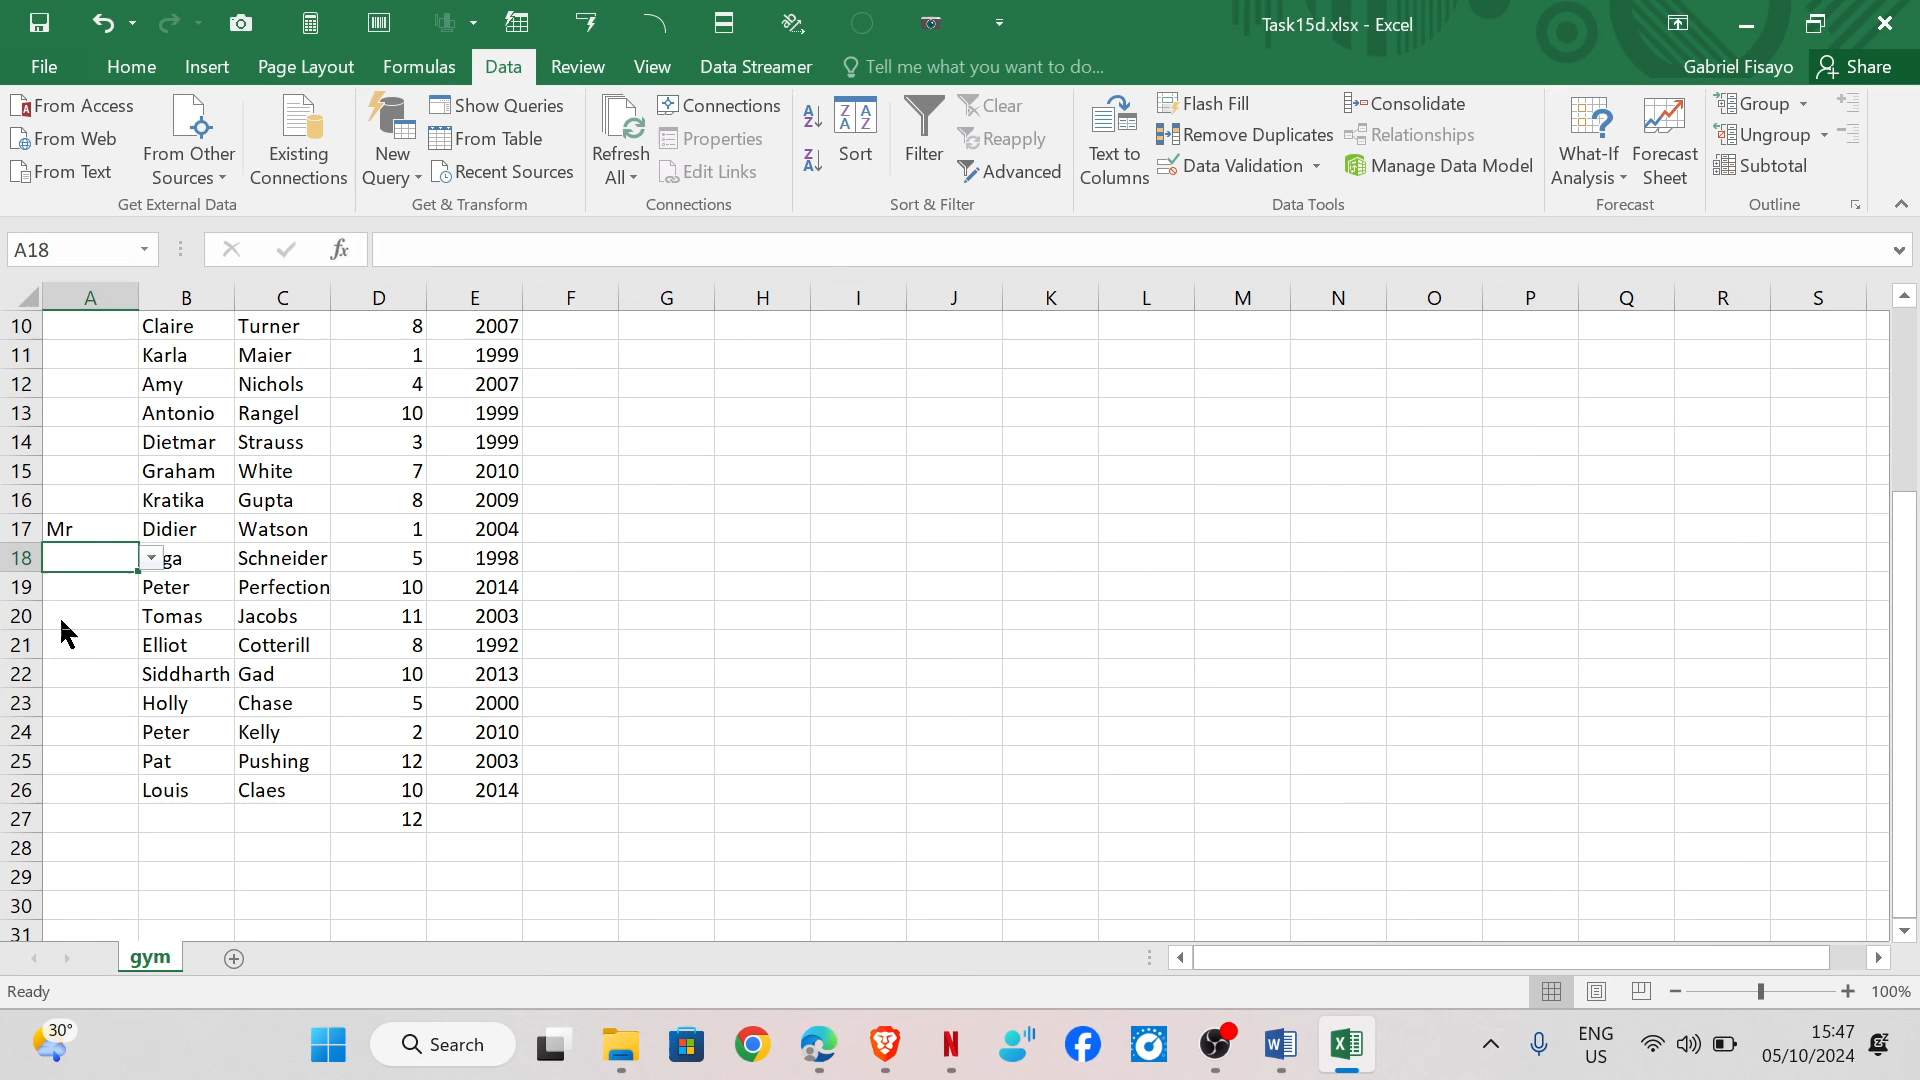 Task15d.xlsx - Excel
File Home Insert Page Layout Formulas Data Review View Data Streamer Tell me what you want to do... Gabriel Fisayo Share
From Access
From Web
From Text
From Other Sources
Existing Connections
Get External Data
New Query
Show Queries
From Table
Recent Sources
Get & Transform
Refresh All
Connections
Properties
Edit Links
Connections
Sort
Filter
Clear
Reapply
Advanced
Sort & Filter
Text to Columns
Flash Fill
Remove Duplicates
Data Validation
Consolidate
Relationships
Manage Data Model
Data Tools
What-If Analysis
Forecast Sheet
Forecast
Group
Ungroup
Subtotal
Outline
A18 fx
A B C D E F G H I J K L M N O P Q R S
10 Claire Turner 8 2007
11 Karla Maier 1 1999
12 Amy Nichols 4 2007
13 Antonio Rangel 10 1999
14 Dietmar Strauss 3 1999
15 Graham White 7 2010
16 Kratika Gupta 8 2009
17 Mr Didier Watson 1 2004
18 ga Schneider 5 1998
19 Peter Perfection 10 2014
20 Tomas Jacobs 11 2003
21 Elliot Cotterill 8 1992
22 Siddharth Gad 10 2013
23 Holly Chase 5 2000
24 Peter Kelly 2 2010
25 Pat Pushing 12 2003
26 Louis Claes 10 2014
27 12
28
29
30
31
gym
Ready 100%
30° Search ENG US 15:47 05/10/2024